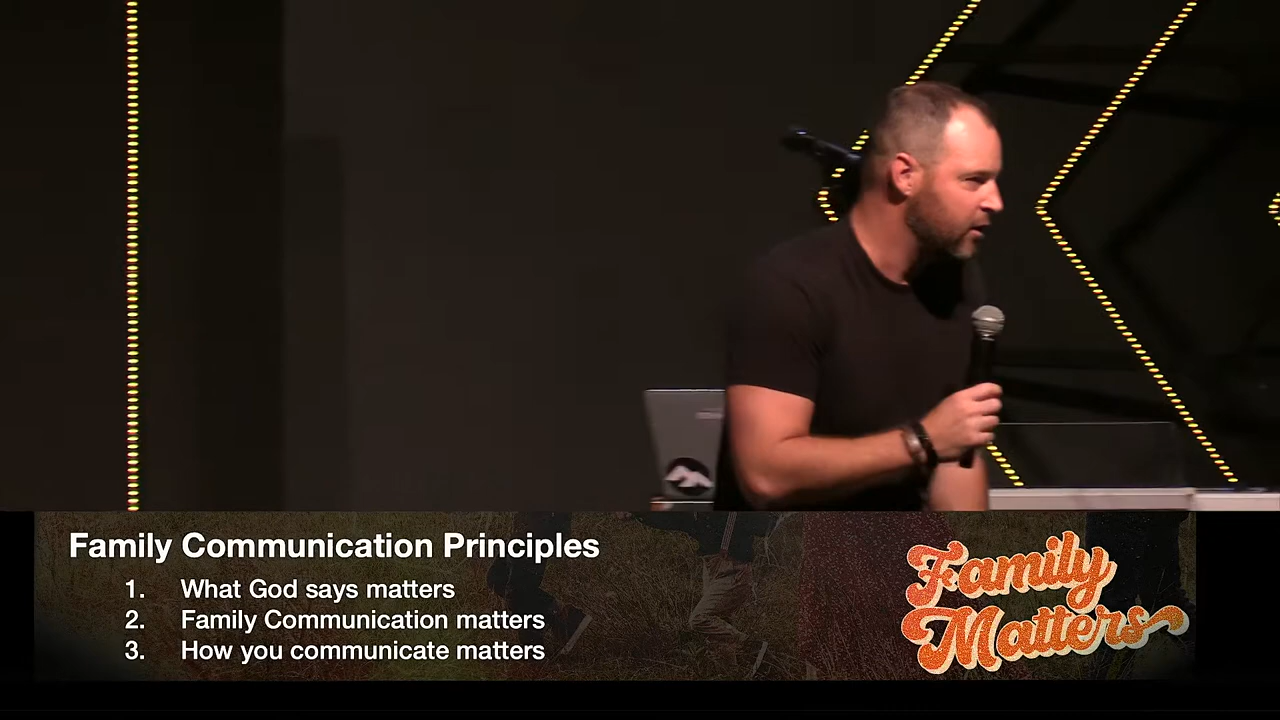 Family Communication Principles
1. What God says matters
2. Family Communication matters
3. How you communicate matters
Family
Matters